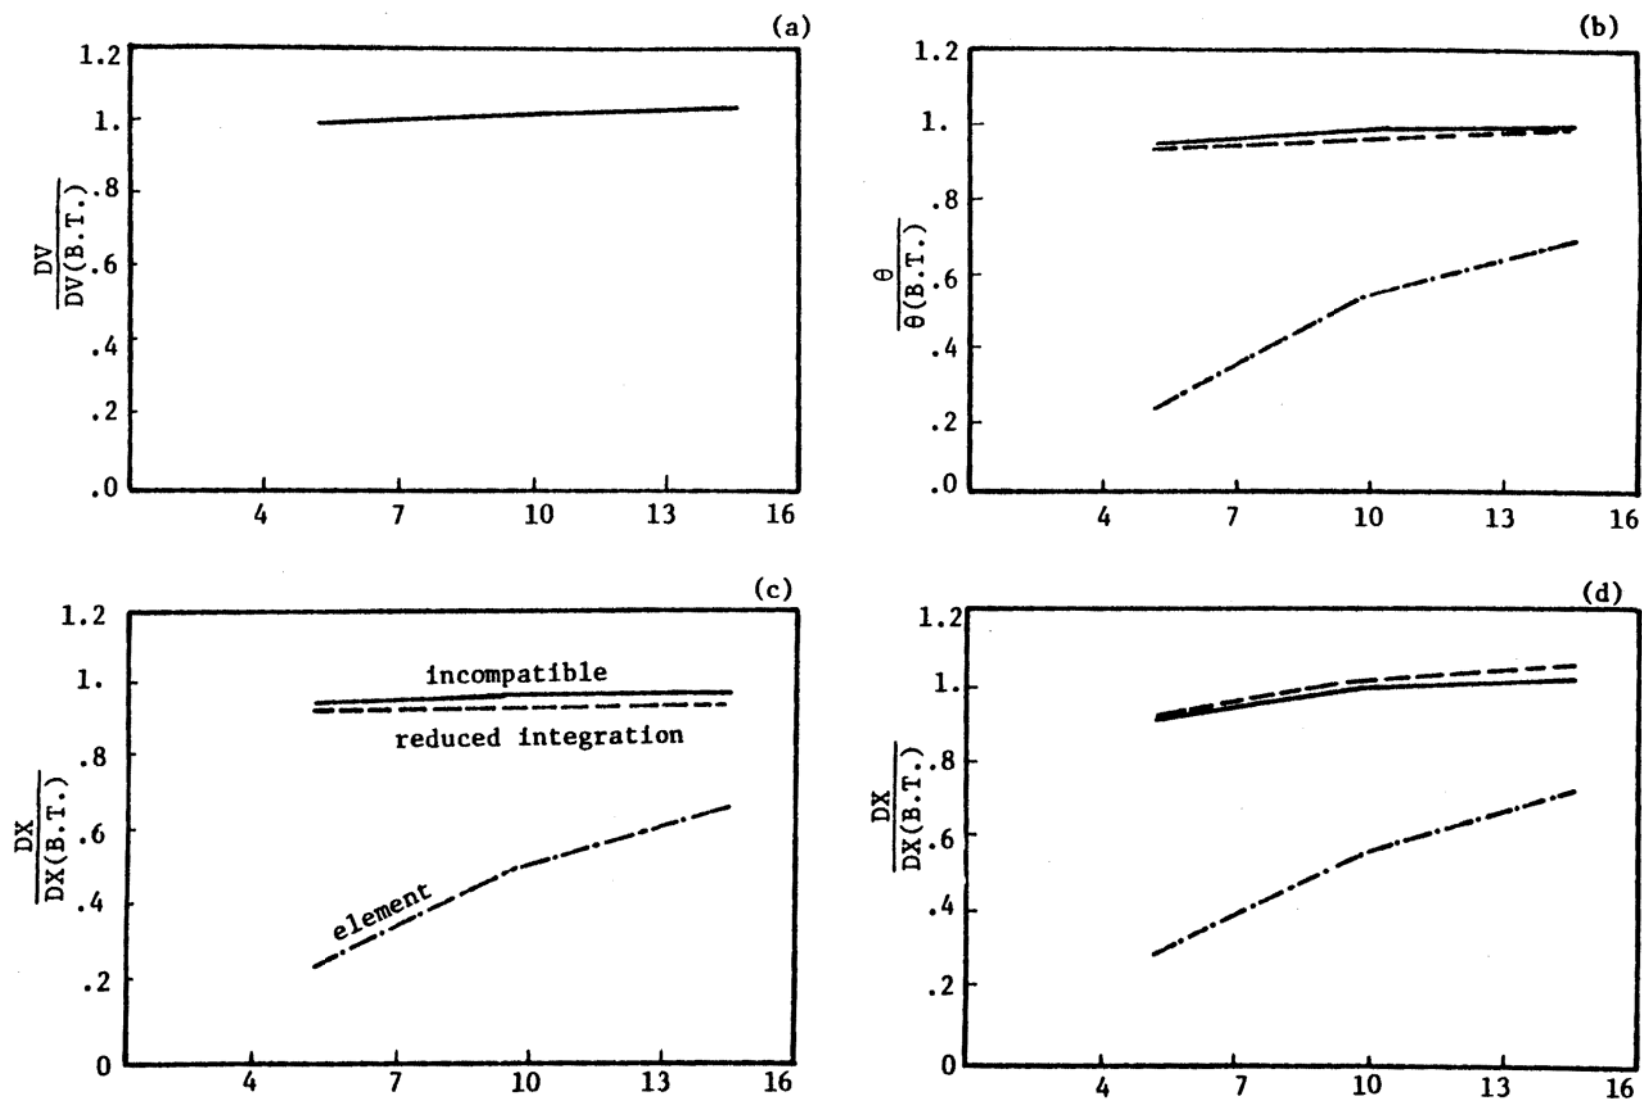 (a)
1.2
1.
.8
.6
.4
.2
.0
DV
DV(B.T.)
4 7 10 13 16
(b)
1.2
1.
.8
.6
.4
.2
.0
θ
θ(B.T.)
4 7 10 13 16
(c)
1.2
1.
.8
.6
.4
.2
0
DX
DX(B.T.)
incompatible
reduced integration
element
4 7 10 13 16
(d)
1.2
1.
.8
.6
.4
.2
0
DX
DX(B.T.)
4 7 10 13 16